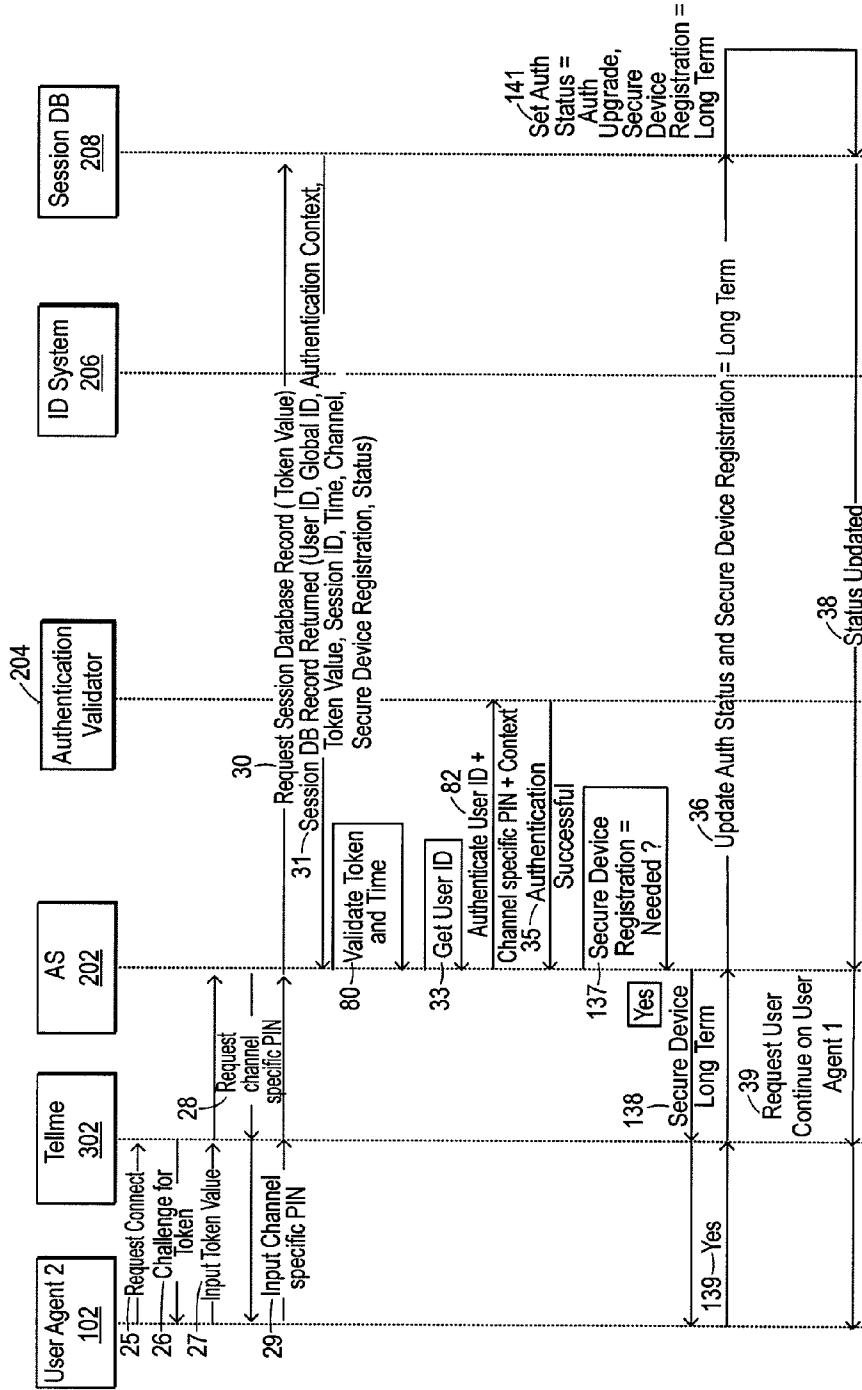 User Agent 2
102
Tellme
302
AS
202
204
Authentication
Validator
ID System
206
Session DB
208
25
Request Connect
26
Challenge for
Token
27
Input Token Value
28
Request
channel
specific PIN
29
Input Channel
specific PIN
30
Request Session Database Record ( Token Value)
31
Session DB Record Returned (User ID, Global ID, Authentication Context,
Token Value, Session ID, Time, Channel,
Secure Device Registration, Status)
80
Validate Token
and Time
33
Get User ID
82
Authenticate User ID +
Channel specific PIN + Context
35
Authentication
Successful
137
Secure Device
Registration =
Needed ?
Yes
138
Secure Device
Long Term
139
Yes
36
Update Auth Status and Secure Device Registration = Long Term
141
Set Auth
Status =
Auth
Upgrade,
Secure
Device
Registration =
Long Term
38
Status Updated
39
Request User
Continue on User
Agent 1